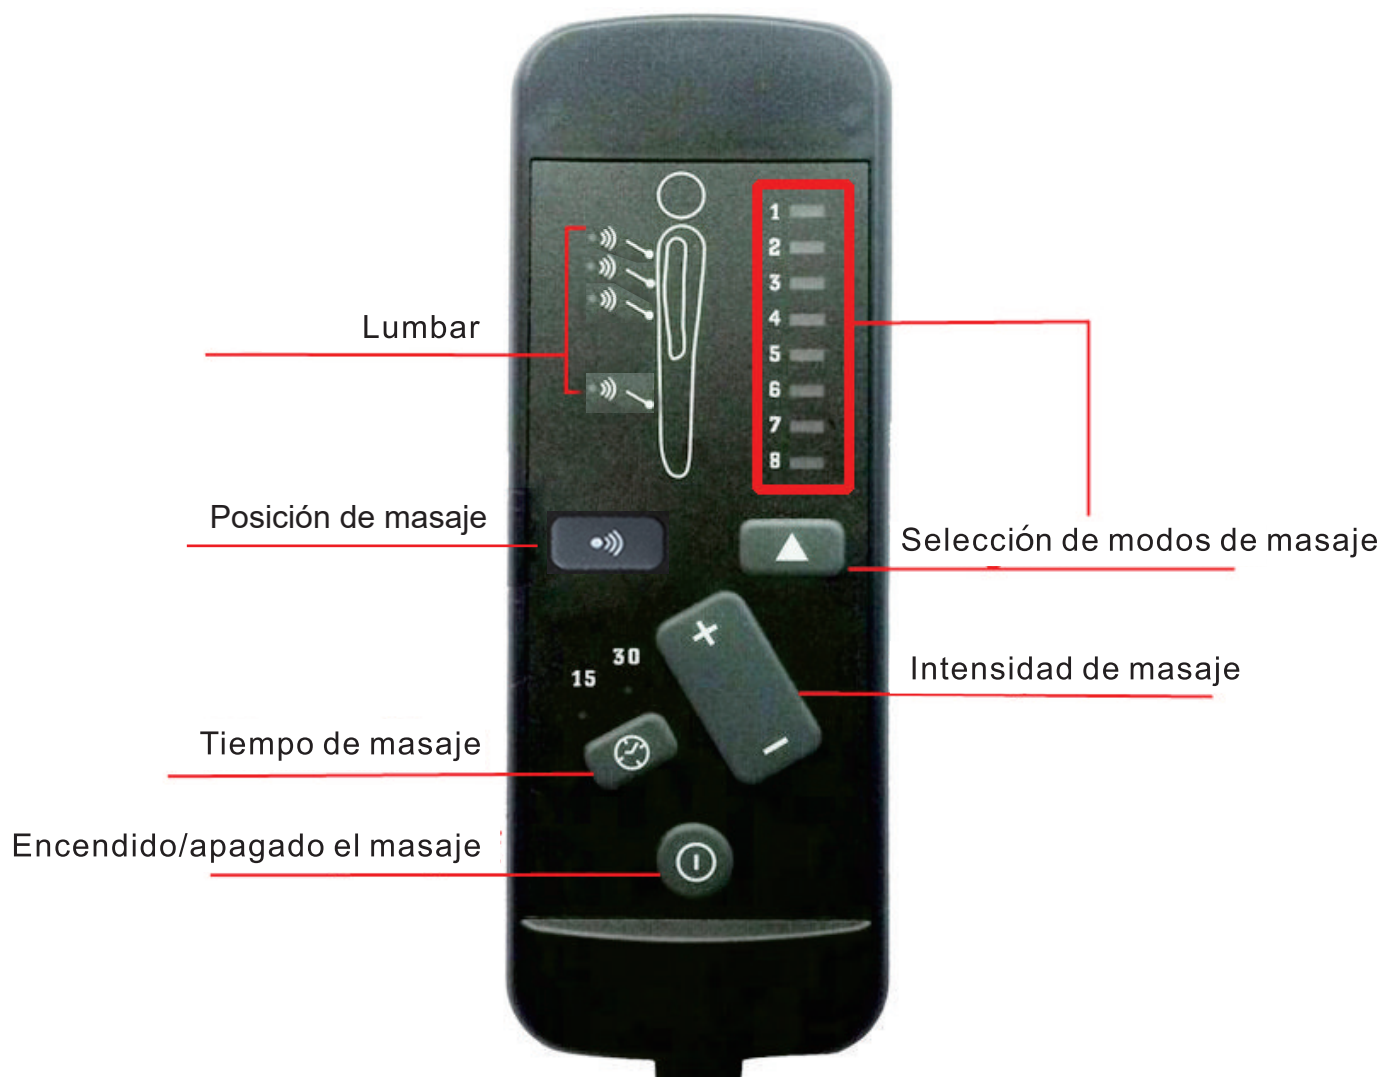 1
2
3
4
5
6
7
8
Lumbar
Posición de masaje
Selección de modos de masaje
30
15
Intensidad de masaje
Tiempo de masaje
Encendido/apagado el masaje